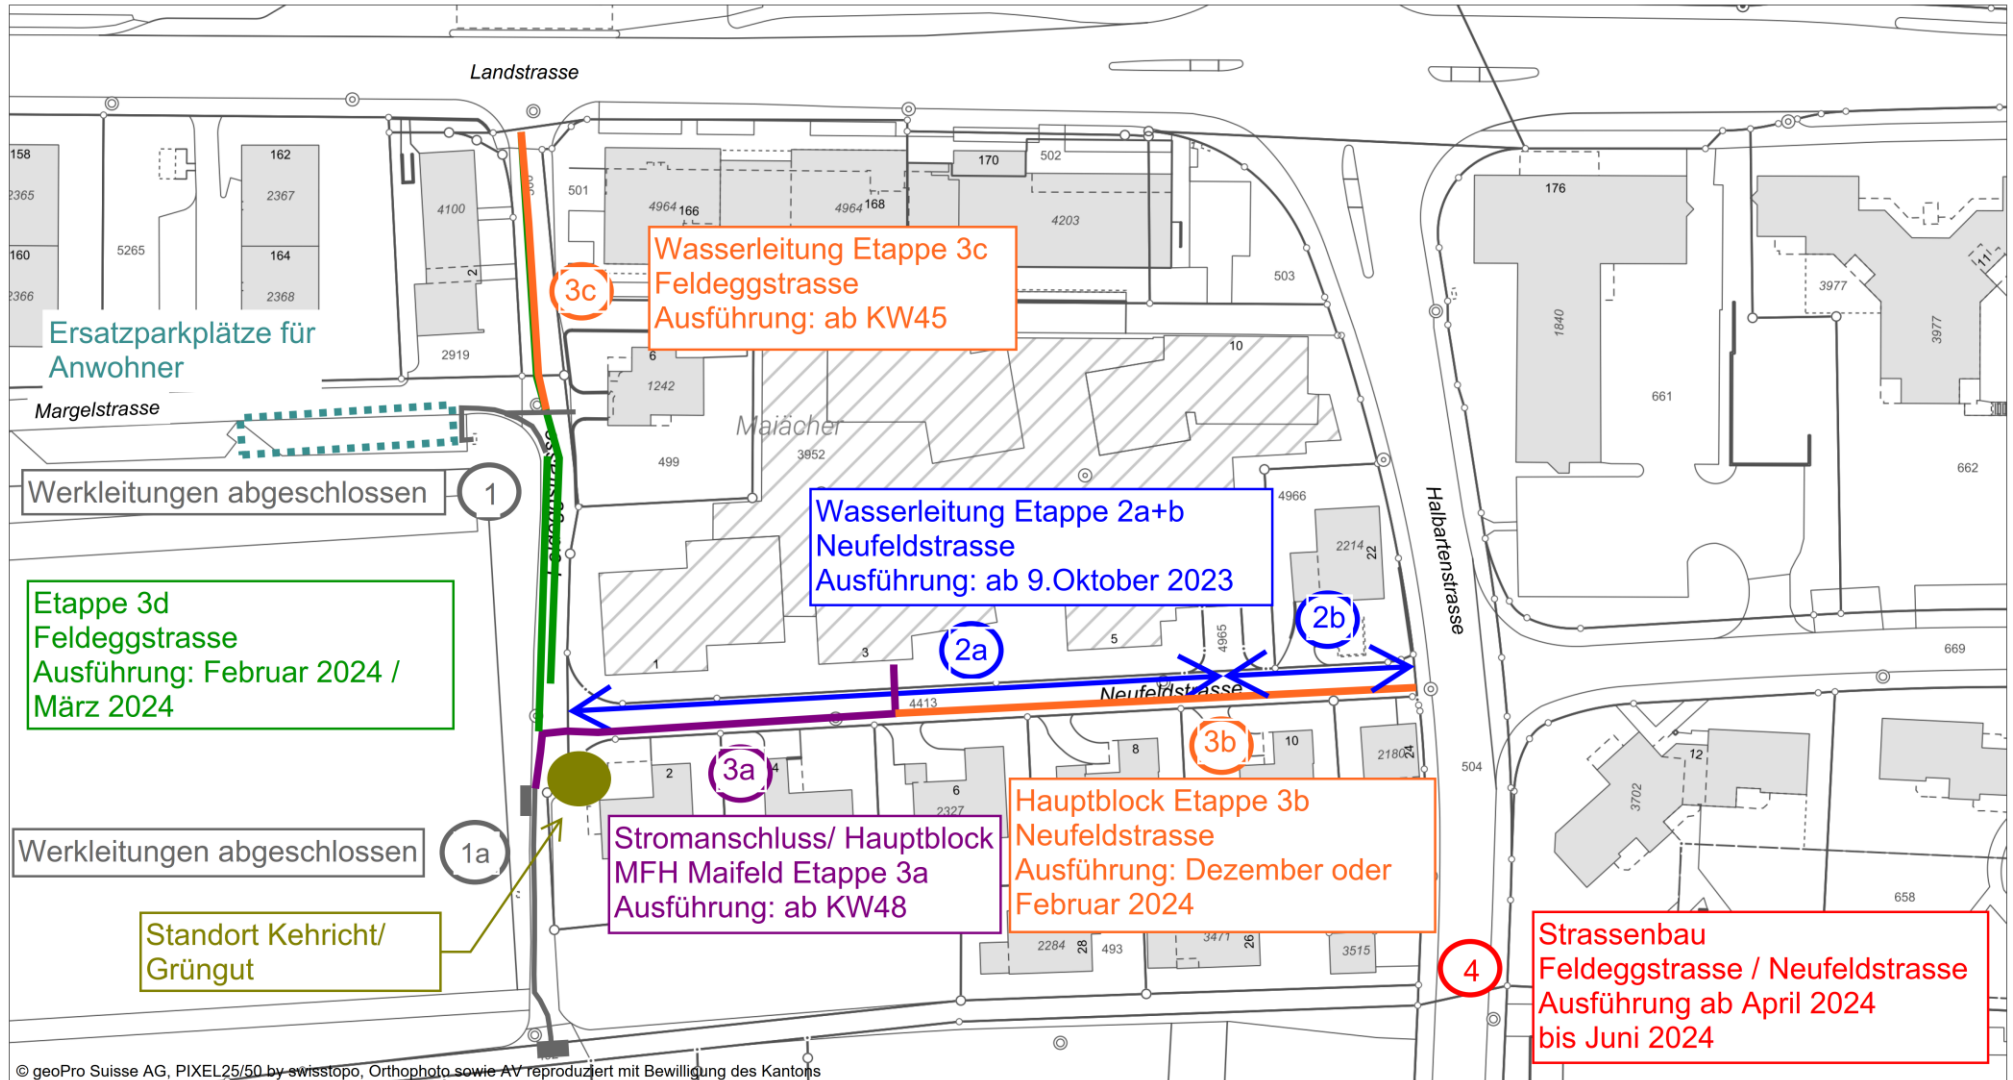 Landstrasse
158
2365
160
2366
162
2367
164
2368
5265
4100
2
2919
501
4964
166
4964
168
170
502
4203
503
176
1840
3977
3977
11
661
662
Wasserleitung Etappe 3c
Feldeggstrasse
Ausführung: ab KW45
3c
Ersatzparkplätze für
Anwohner
Margelstrasse
6
1242
499
Maiächer
3952
10
4966
2214
22
Halbartenstrasse
Werkleitungen abgeschlossen
1
Wasserleitung Etappe 2a+b
Neufeldstrasse
Ausführung: ab 9.Oktober 2023
Etappe 3d
Feldeggstrasse
Ausführung: Februar 2024 /
März 2024
1
3
5
2a
2b
4965
669
Neufeldstrasse
4413
3a
3b
2
4
6
2327
8
10
2180
24
504
12
3702
Stromanschluss/ Hauptblock
MFH Maifeld Etappe 3a
Ausführung: ab KW48
Hauptblock Etappe 3b
Neufeldstrasse
Ausführung: Dezember oder
Februar 2024
Werkleitungen abgeschlossen
1a
Standort Kehricht/
Grüngut
2284
28
493
3471
26
3515
658
4
Strassenbau
Feldeggstrasse / Neufeldstrasse
Ausführung ab April 2024
bis Juni 2024
© geoPro Suisse AG, PIXEL25/50 by swisstopo, Orthophoto sowie AV reproduziert mit Bewilligung des Kantons